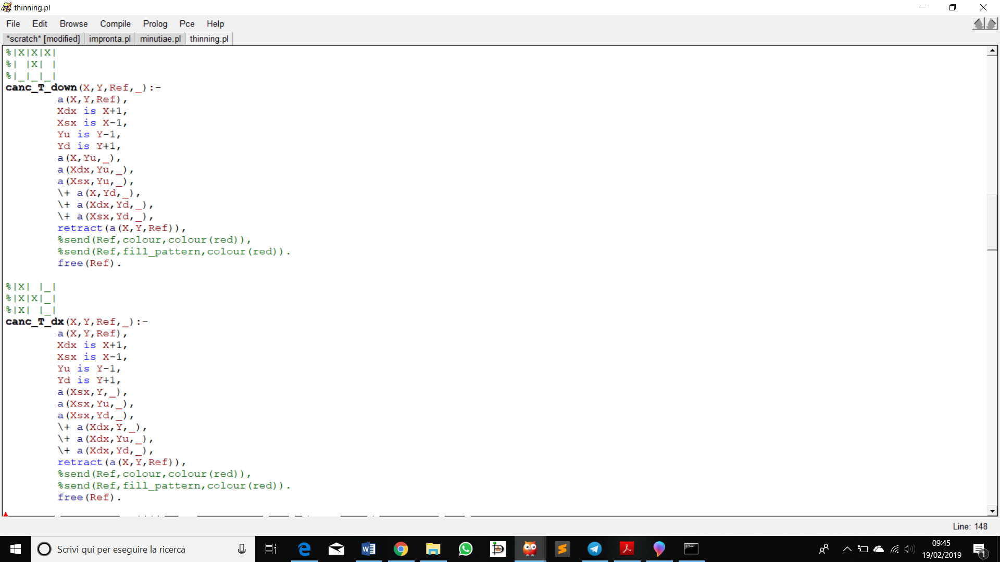 thinning.pl
File Edit Browse Compile Prolog Pce Help
*scratch* [modified] impronta.pl minutiae.pl thinning.pl
%|X|X|X|
%| |X| |
%|_|_|_|
canc_T_down(X,Y,Ref,_):-
        a(X,Y,Ref),
        Xdx is X+1,
        Xsx is X-1,
        Yu is Y-1,
        Yd is Y+1,
        a(X,Yu,_),
        a(Xdx,Yu,_),
        a(Xsx,Yu,_),
        \+ a(X,Yd,_),
        \+ a(Xdx,Yd,_),
        \+ a(Xsx,Yd,_),
        retract(a(X,Y,Ref)),
        %send(Ref,colour,colour(red)),
        %send(Ref,fill_pattern,colour(red)).
        free(Ref).
%|X| |_|
%|X|X|_|
%|X| |_|
canc_T_dx(X,Y,Ref,_):-
        a(X,Y,Ref),
        Xdx is X+1,
        Xsx is X-1,
        Yu is Y-1,
        Yd is Y+1,
        a(Xsx,Y,_),
        a(Xsx,Yu,_),
        a(Xsx,Yd,_),
        \+ a(Xdx,Y,_),
        \+ a(Xdx,Yu,_),
        \+ a(Xdx,Yd,_),
        retract(a(X,Y,Ref)),
        %send(Ref,colour,colour(red)),
        %send(Ref,fill_pattern,colour(red)).
        free(Ref).
Line: 148
Scrivi qui per eseguire la ricerca
09:45
19/02/2019
1